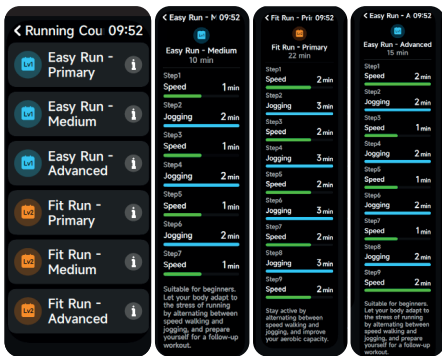 < Running Cou 09:52
Lv1
Easy Run -
Primary
i
Lv1
Easy Run -
Medium
i
Lv1
Easy Run -
Advanced
i
Lv2
Fit Run -
Primary
i
Lv2
Fit Run -
Medium
i
Lv2
Fit Run -
Advanced
i
< Easy Run - M 09:52
Easy Run - Medium
10 min
Step1
Speed 1 min
Step2
Jogging 2 min
Step3
Speed 1 min
Step4
Jogging 2 min
Step5
Speed 1 min
Step6
Jogging 2 min
Step7
Speed 1 min
Suitable for beginners.
Let your body adapt to
the stress of running
by alternating between
speed walking and
jogging, and prepare
yourself for a follow-up
workout.
< Fit Run - Pri 09:52
Fit Run - Primary
22 min
Step1
Speed 2 min
Step2
Jogging 3 min
Step3
Speed 2 min
Step4
Jogging 3 min
Step5
Speed 2 min
Step6
Jogging 3 min
Step7
Speed 2 min
Step8
Jogging 3 min
Step9
Speed 2 min
Stay active by
alternating between
speed walking and
jogging, and improve
your aerobic capacity.
< Easy Run - A 09:52
Easy Run - Advanced
15 min
Step1
Speed 2 min
Step2
Jogging 2 min
Step3
Speed 1 min
Step4
Jogging 2 min
Step5
Speed 1 min
Step6
Jogging 2 min
Step7
Speed 1 min
Step8
Jogging 2 min
Step9
Speed 2 min
Suitable for beginners.
Let your body adapt to
the stress of running
by alternating between
speed walking and
jogging, and prepare
yourself for a follow-up
workout.